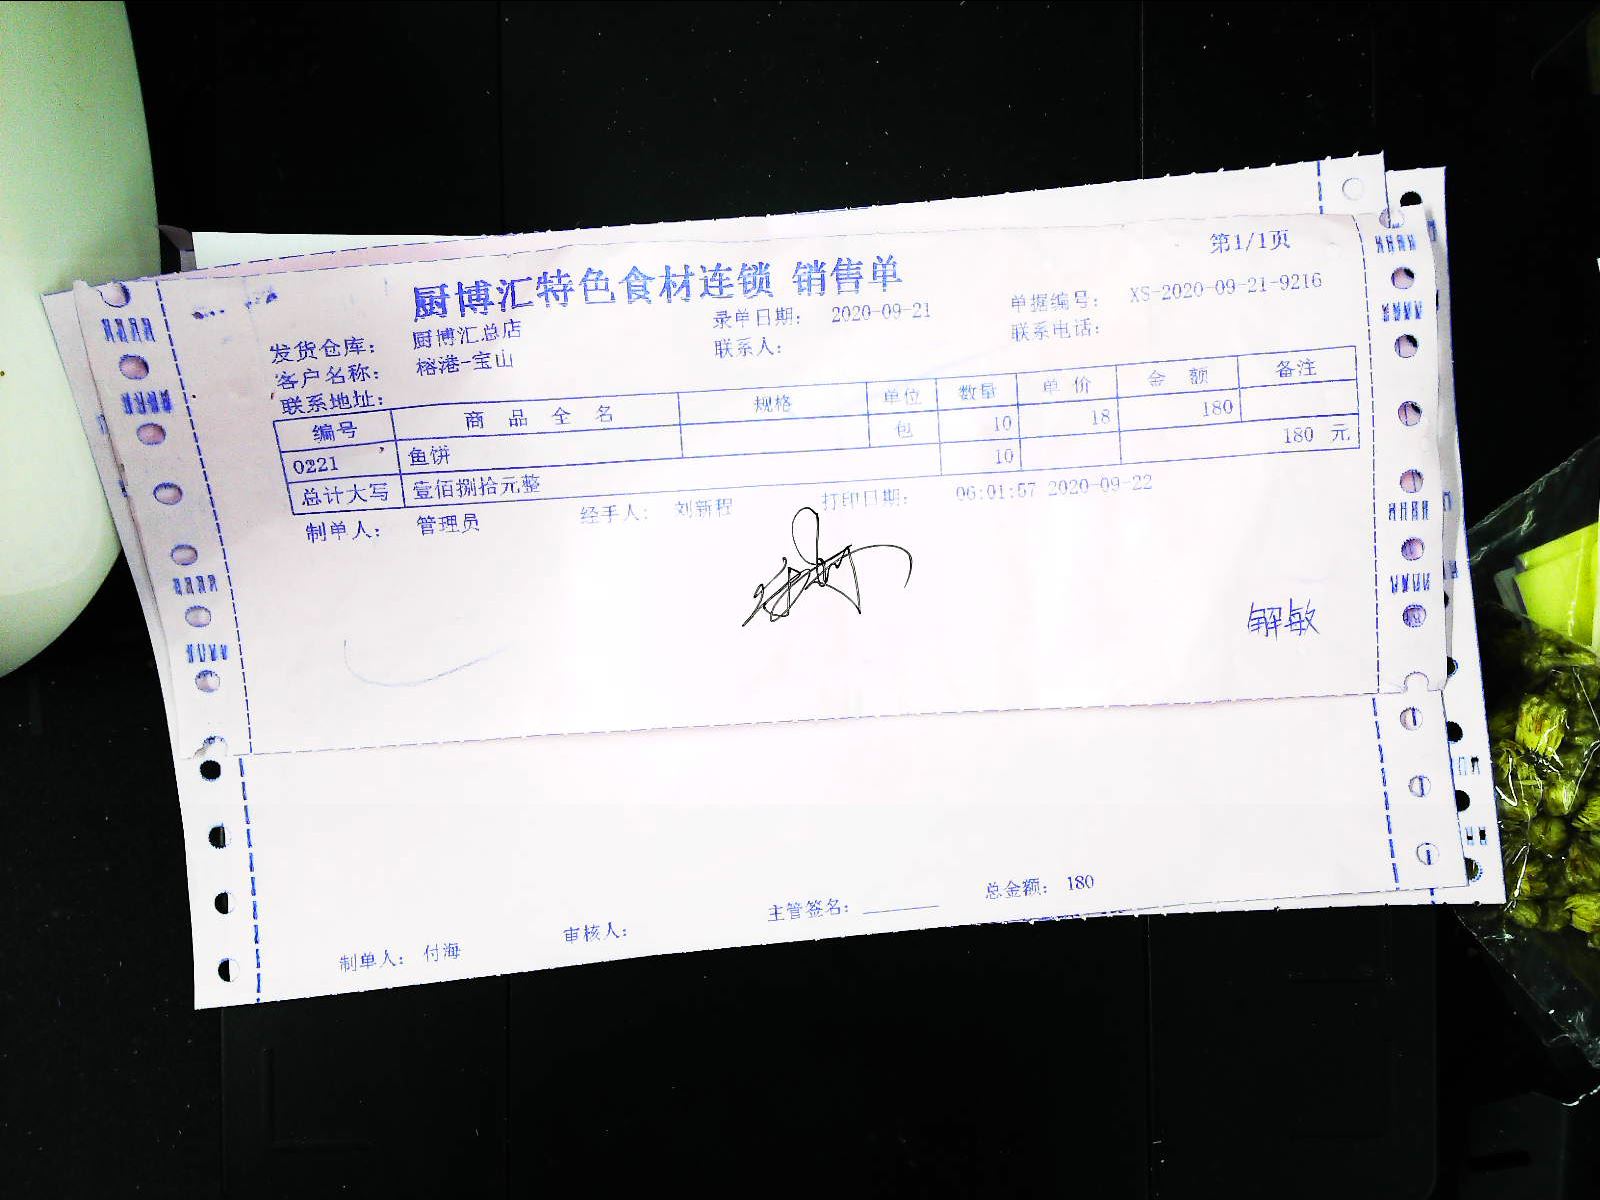 第1/1页
厨博汇特色食材连锁 销售单
发货仓库： 厨博汇总店 录单日期： 2020-09-21 单据编号： XS-2020-09-21-9216
客户名称： 榕港-宝山 联系人： 联系电话：
联系地址：
编号 商品全名 规格 单位 数量 单价 金额 备注
0221 鱼饼 包 10 18 180
10 180 元
总计大写 壹佰捌拾元整
制单人： 管理员 经手人： 刘新程 打印日期： 06:01:57 2020-09-22
解敏
制单人： 付海 审核人： 主管签名： 总金额： 180